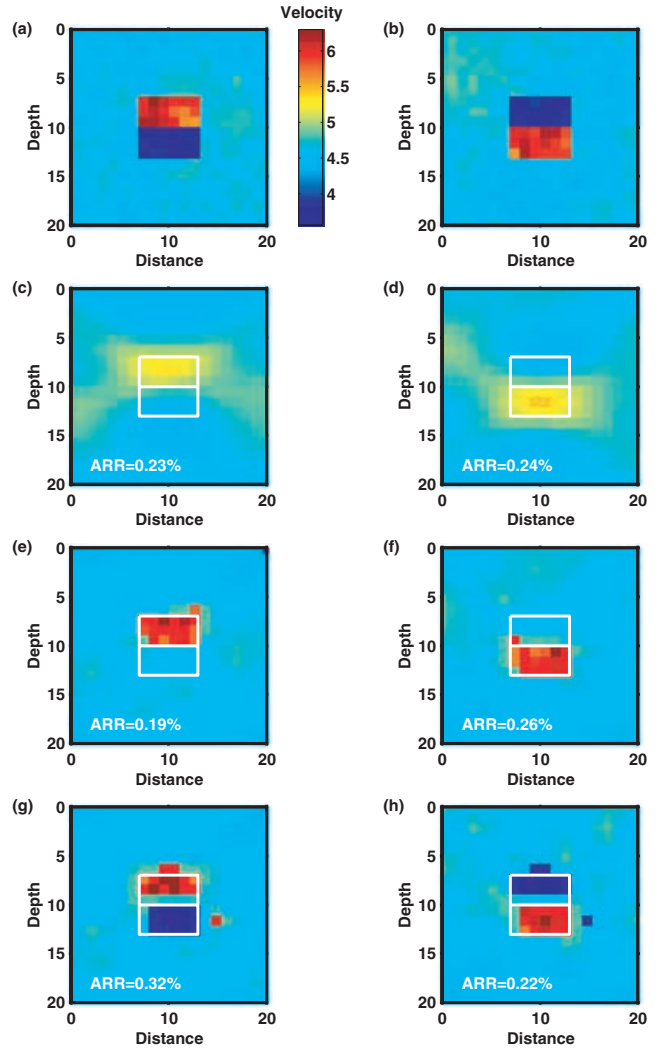 Velocity
(a)
0
5
10
15
20
Depth
0
10
20
Distance
6
5.5
5
4.5
4
(b)
0
5
10
15
20
Depth
0
10
20
Distance
(c)
0
5
10
15
20
Depth
ARR=0.23%
0
10
20
Distance
(d)
0
5
10
15
20
Depth
ARR=0.24%
0
10
20
Distance
(e)
0
5
10
15
20
Depth
ARR=0.19%
0
10
20
Distance
(f)
0
5
10
15
20
Depth
ARR=0.26%
0
10
20
Distance
(g)
0
5
10
15
20
Depth
ARR=0.32%
0
10
20
Distance
(h)
0
5
10
15
20
Depth
ARR=0.22%
0
10
20
Distance